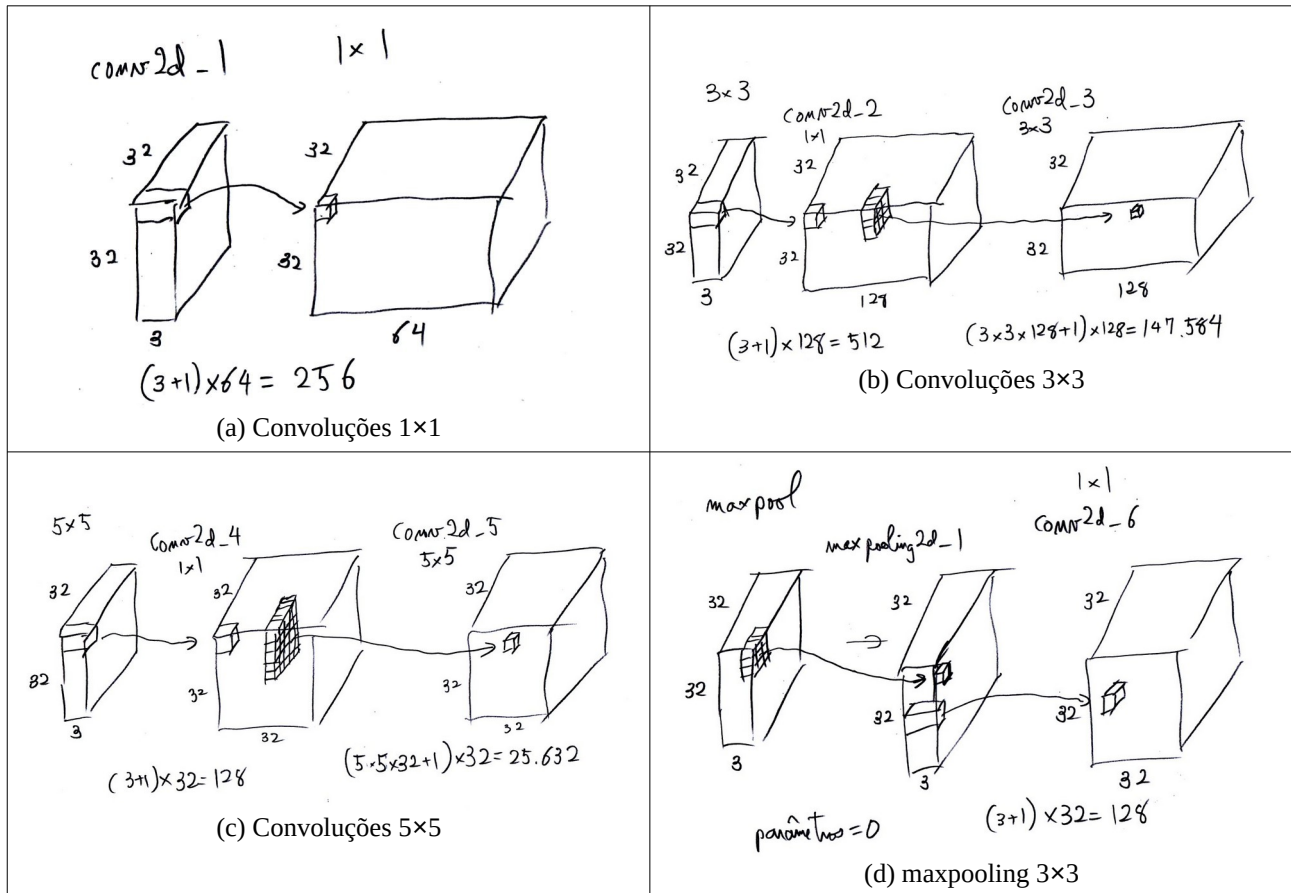 conv2d_1 1×1
32 32
32 32
3 64
(3+1)×64 = 256
(a) Convoluções 1×1
3×3 conv2d_2 conv2d_3
1×1 3×3
32 32 32
32 32 32
3 128 128
(3+1)×128=512 (3×3×128+1)×128=147.584
(b) Convoluções 3×3
5×5 conv2d_4 conv2d_5
1×1 5×5
32 32 32
32 32 32
3 32 32
(3+1)×32=128 (5×5×32+1)×32=25.632
(c) Convoluções 5×5
maxpool 1×1
maxpooling2d_1 conv2d_6
32 32 32
32 32 32
3 3 32
parâmetros=0 (3+1)×32=128
(d) maxpooling 3×3